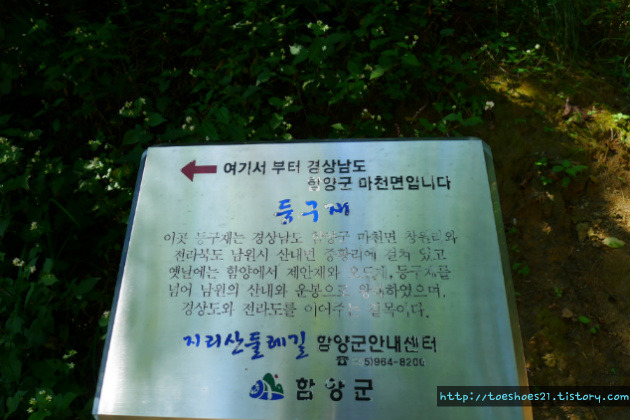 ← 여기서 부터 경상남도
함양군 마천면입니다
등구재
이곳 등구재는 경상남도 함양군 마천면 창원리와
전라북도 남원시 산내면 중황리에 걸쳐 있고
옛날에는 함양에서 제안재와 오도재, 등구재를
넘어 남원의 산내와 운봉으로 왕래하였으며,
경상도와 전라도를 이어주는 길목이다.
지리산둘레길 함양군안내센터
☎ 5)964-8200
함양군
http://toeshoes21.tistory.com